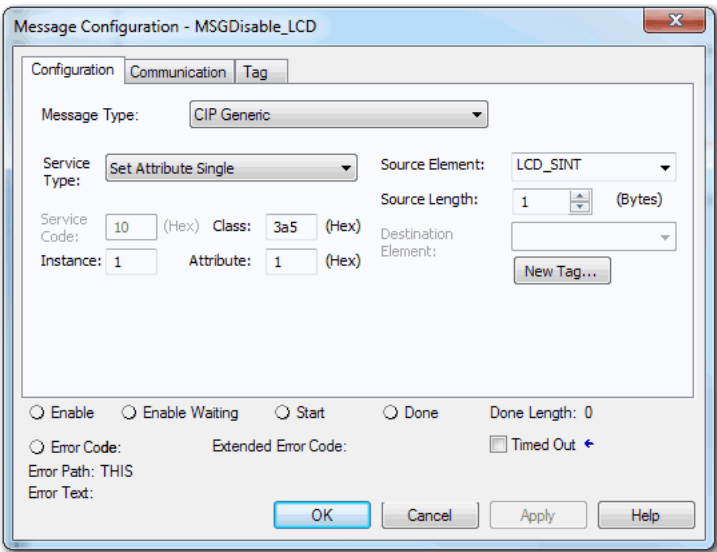 Message Configuration - MSGDisable_LCD
Configuration Communication Tag
Message Type: CIP Generic
Service Type: Set Attribute Single
Source Element: LCD_SINT
Source Length: 1 (Bytes)
Service Code: 10 (Hex) Class: 3a5 (Hex)
Destination Element:
Instance: 1 Attribute: 1 (Hex)
New Tag...
Enable Enable Waiting Start Done Done Length: 0
Error Code: Extended Error Code: Timed Out
Error Path: THIS
Error Text:
OK Cancel Apply Help